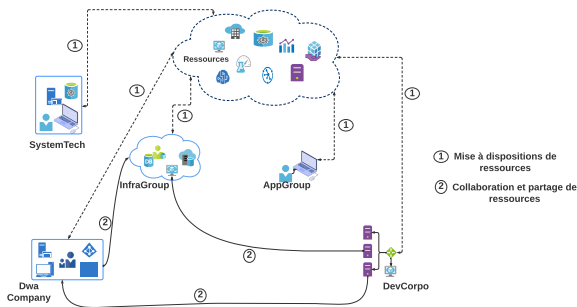 1
Ressources
1
1
1
1
SystemTech
1 Mise à dispositions de
ressources
InfraGroup
AppGroup
2 Collaboration et partage de
ressources
2
2
Dwa
Company
DevCorpo
2